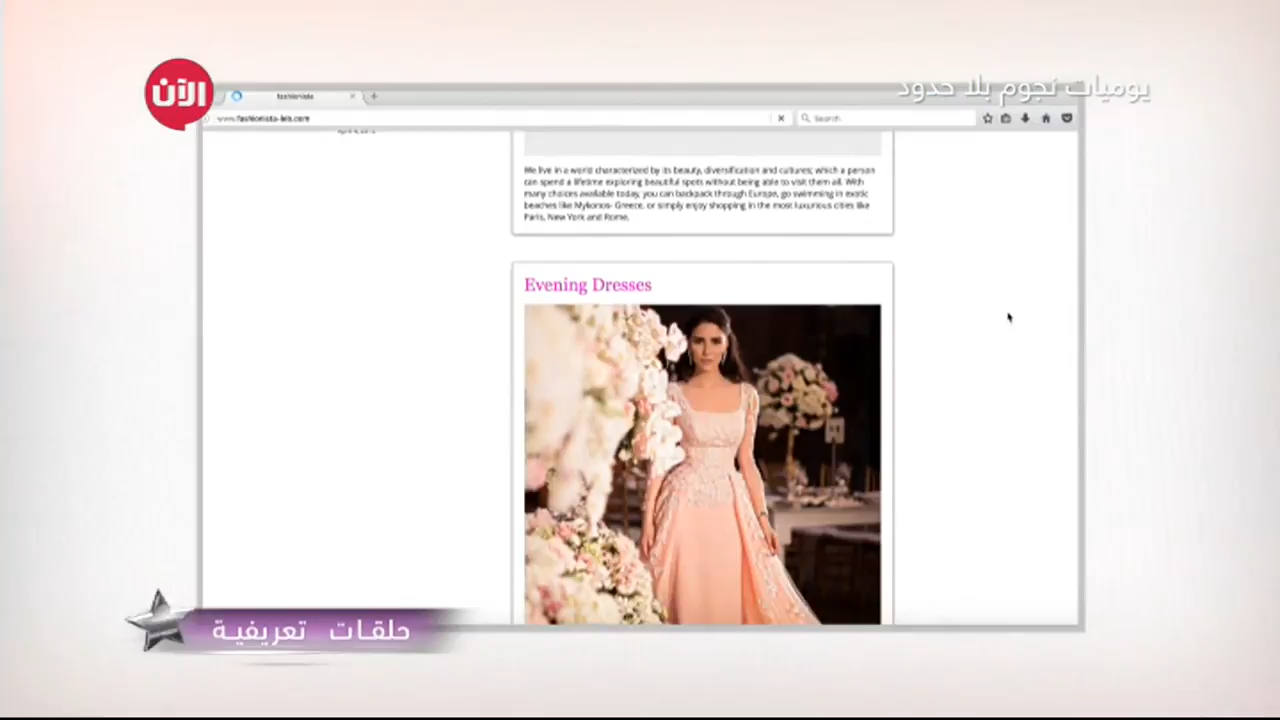 الآن
يوميات نجوم بلا حدود
fashionista
www.fashionista-leb.com
Search
We live in a world characterized by its beauty, diversification and cultures; which a person
can spend a lifetime exploring beautiful spots without being able to visit them all. With
many choices available today, you can backpack through Europe, go swimming in exotic
beaches like Mykonos- Greece, or simply enjoy shopping in the most luxurious cities like
Paris, New York and Rome.
Evening Dresses
حلقات تعريفية